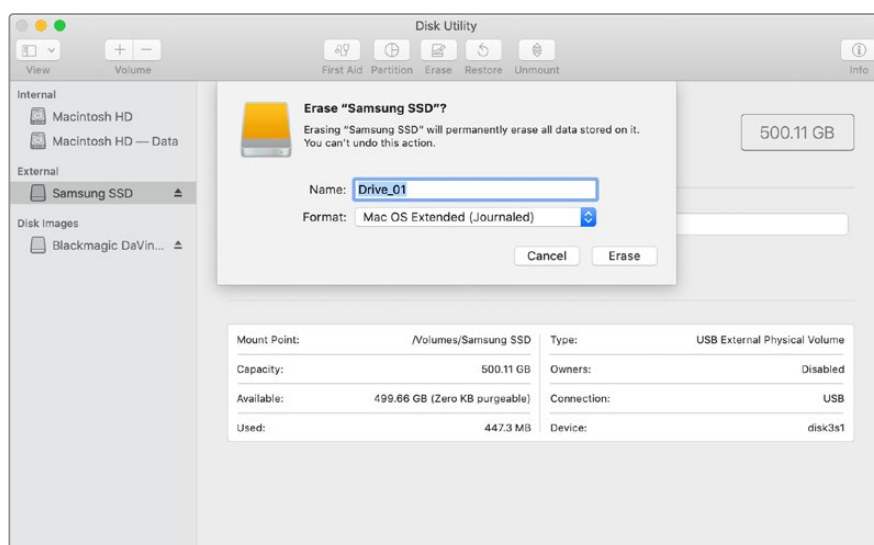 Disk Utility
View
Volume
First Aid
Partition
Erase
Restore
Unmount
Info
Internal
Macintosh HD
Macintosh HD — Data
External
Samsung SSD
Disk Images
Blackmagic DaVin...
Erase “Samsung SSD”?
Erasing “Samsung SSD” will permanently erase all data stored on it.
You can't undo this action.
Name: Drive_01
Format: Mac OS Extended (Journaled)
Cancel
Erase
500.11 GB
Mount Point: /Volumes/Samsung SSD
Capacity: 500.11 GB
Available: 499.66 GB (Zero KB purgeable)
Used: 447.3 MB
Type: USB External Physical Volume
Owners: Disabled
Connection: USB
Device: disk3s1